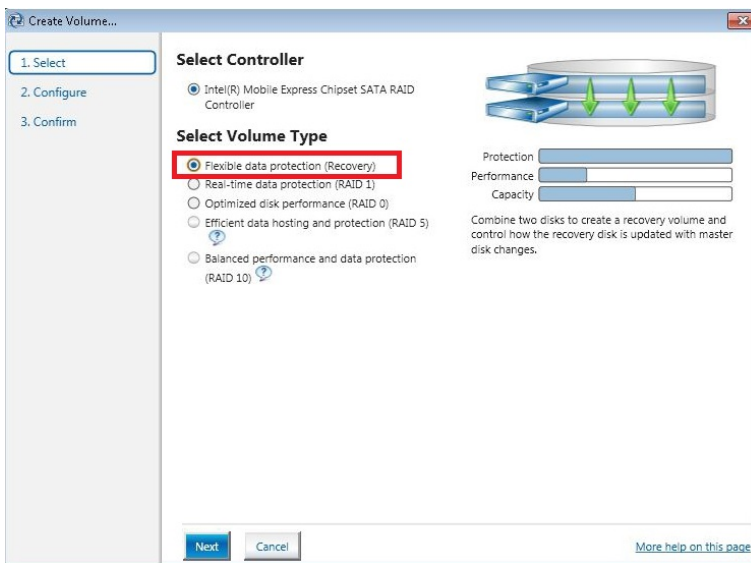 Create Volume...
1. Select
2. Configure
3. Confirm
Select Controller
Intel(R) Mobile Express Chipset SATA RAID
Controller
Select Volume Type
Flexible data protection (Recovery)
Real-time data protection (RAID 1)
Optimized disk performance (RAID 0)
Efficient data hosting and protection (RAID 5)
?
Balanced performance and data protection
(RAID 10) ?
Protection
Performance
Capacity
Combine two disks to create a recovery volume and
control how the recovery disk is updated with master
disk changes.
Next
Cancel
More help on this page